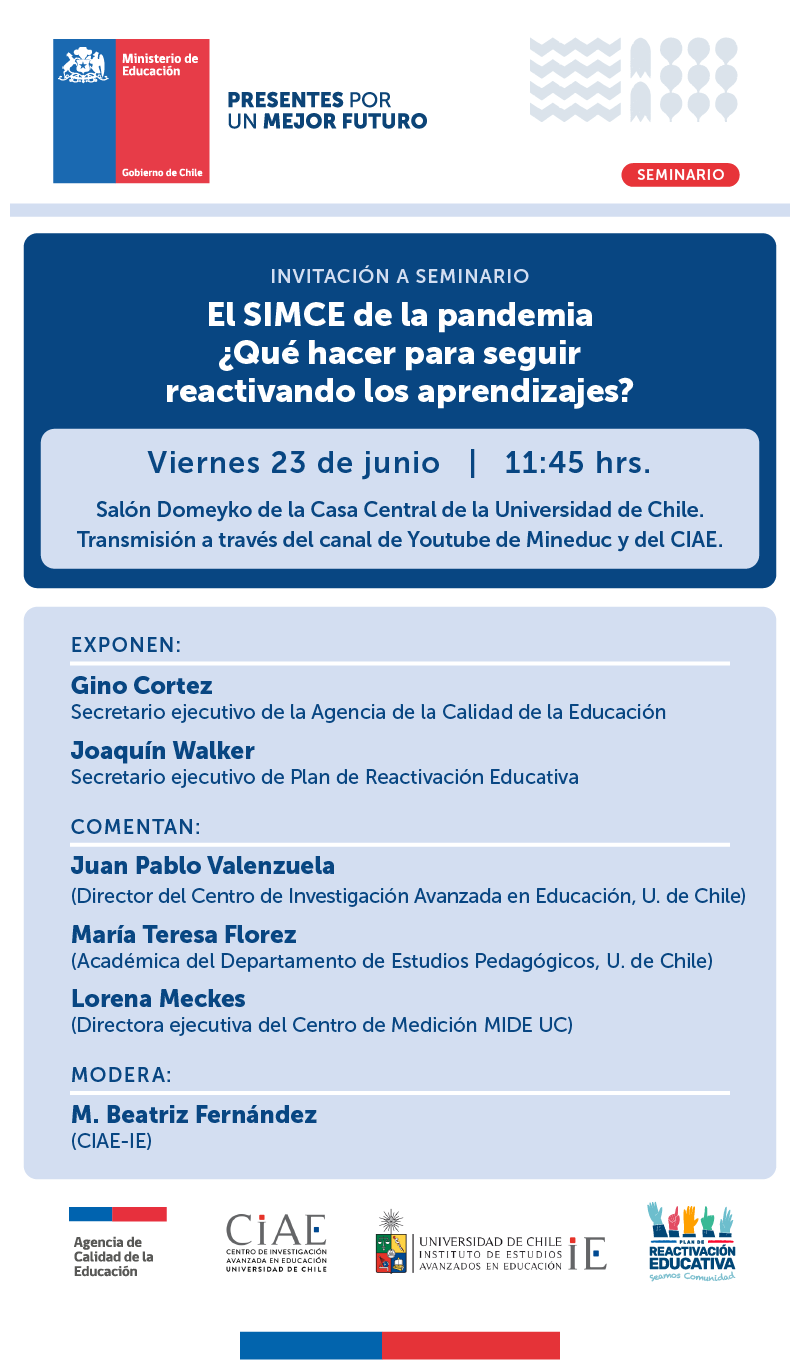 Ministerio de
Educación
Gobierno de Chile
PRESENTES POR
UN MEJOR FUTURO
SEMINARIO
INVITACIÓN A SEMINARIO
El SIMCE de la pandemia
¿Qué hacer para seguir
reactivando los aprendizajes?
Viernes 23 de junio | 11:45 hrs.
Salón Domeyko de la Casa Central de la Universidad de Chile.
Transmisión a través del canal de Youtube de Mineduc y del CIAE.
EXPONEN:
Gino Cortez
Secretario ejecutivo de la Agencia de la Calidad de la Educación
Joaquín Walker
Secretario ejecutivo de Plan de Reactivación Educativa
COMENTAN:
Juan Pablo Valenzuela
(Director del Centro de Investigación Avanzada en Educación, U. de Chile)
María Teresa Florez
(Académica del Departamento de Estudios Pedagógicos, U. de Chile)
Lorena Meckes
(Directora ejecutiva del Centro de Medición MIDE UC)
MODERA:
M. Beatriz Fernández
(CIAE-IE)
Agencia de
Calidad de la
Educación
CiAE
CENTRO DE INVESTIGACIÓN
AVANZADA EN EDUCACIÓN
UNIVERSIDAD DE CHILE
UNIVERSIDAD DE CHILE
INSTITUTO DE ESTUDIOS
AVANZADOS EN EDUCACIÓN
iE
PLAN DE
REACTIVACIÓN
EDUCATIVA
Seamos Comunidad